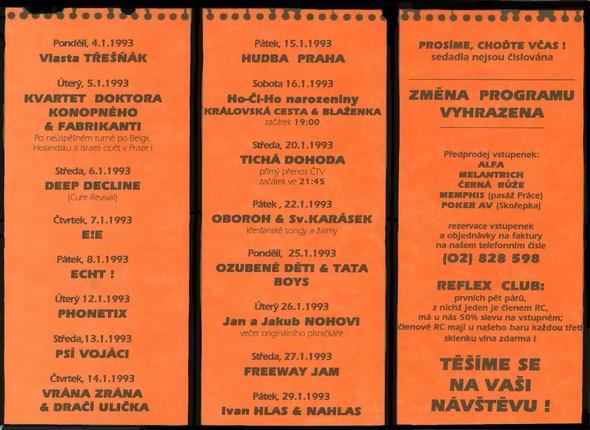 Pondělí, 4.1.1993
Vlasta TŘEŠŇÁK
Úterý, 5.1.1993
KVARTET DOKTORA
KONOPNÉHO
& FABRIKANTI
Po neúspěšném turné po Belgii,
Holandsku a Israeli opět v Praze !
Středa, 6.1.1993
DEEP DECLINE
(Cure Revival)
Čtvrtek, 7.1.1993
E!E
Pátek, 8.1.1993
ECHT !
Úterý 12.1.1993
PHONETIX
Středa,13.1.1993
PSÍ VOJÁCI
Čtvrtek, 14.1.1993
VRÁNA ZRÁNA
& DRAČÍ ULIČKA
Pátek, 15.1.1993
HUDBA PRAHA
Sobota 16.1.1993
Ho-Či-Ho narozeniny
KRÁLOVSKÁ CESTA & BLAŽENKA
začátek 19:00
Středa, 20.1.1993
TICHÁ DOHODA
přímý přenos ČTV
začátek ve 21:45
Pátek , 22.1.1993
OBOROH & Sv.KARÁSEK
křesťanské songy a žalmy
Pondělí, 25.1.1993
OZUBENÉ DĚTI & TATA
BOYS
Úterý 26.1.1993
Jan a Jakub NOHOVI
večer originálního písničkáře
Středa, 27.1.1993
FREEWAY JAM
Pátek, 29.1.1993
Ivan HLAS & NAHLAS
PROSÍME, CHOĎTE VČAS !
sedadla nejsou číslována
ZMĚNA PROGRAMU
VYHRAZENA
Předprodej vstupenek:
ALFA
MELANTRICH
ČERNÁ RŮŽE
MEMPHIS (pasáž Práce)
POKER AV (Skořepka)
rezervace vstupenek
a objednávky na faktury
na našem telefonním čísle
(02) 828 598
REFLEX CLUB:
prvních pět párů,
z nichž jeden je členem RC,
má u nás 50% slevu na vstupném;
členové RC mají u našeho baru každou třetí
sklenku vína zdarma !
TĚŠÍME SE
NA VAŠI
NÁVŠTĚVU !